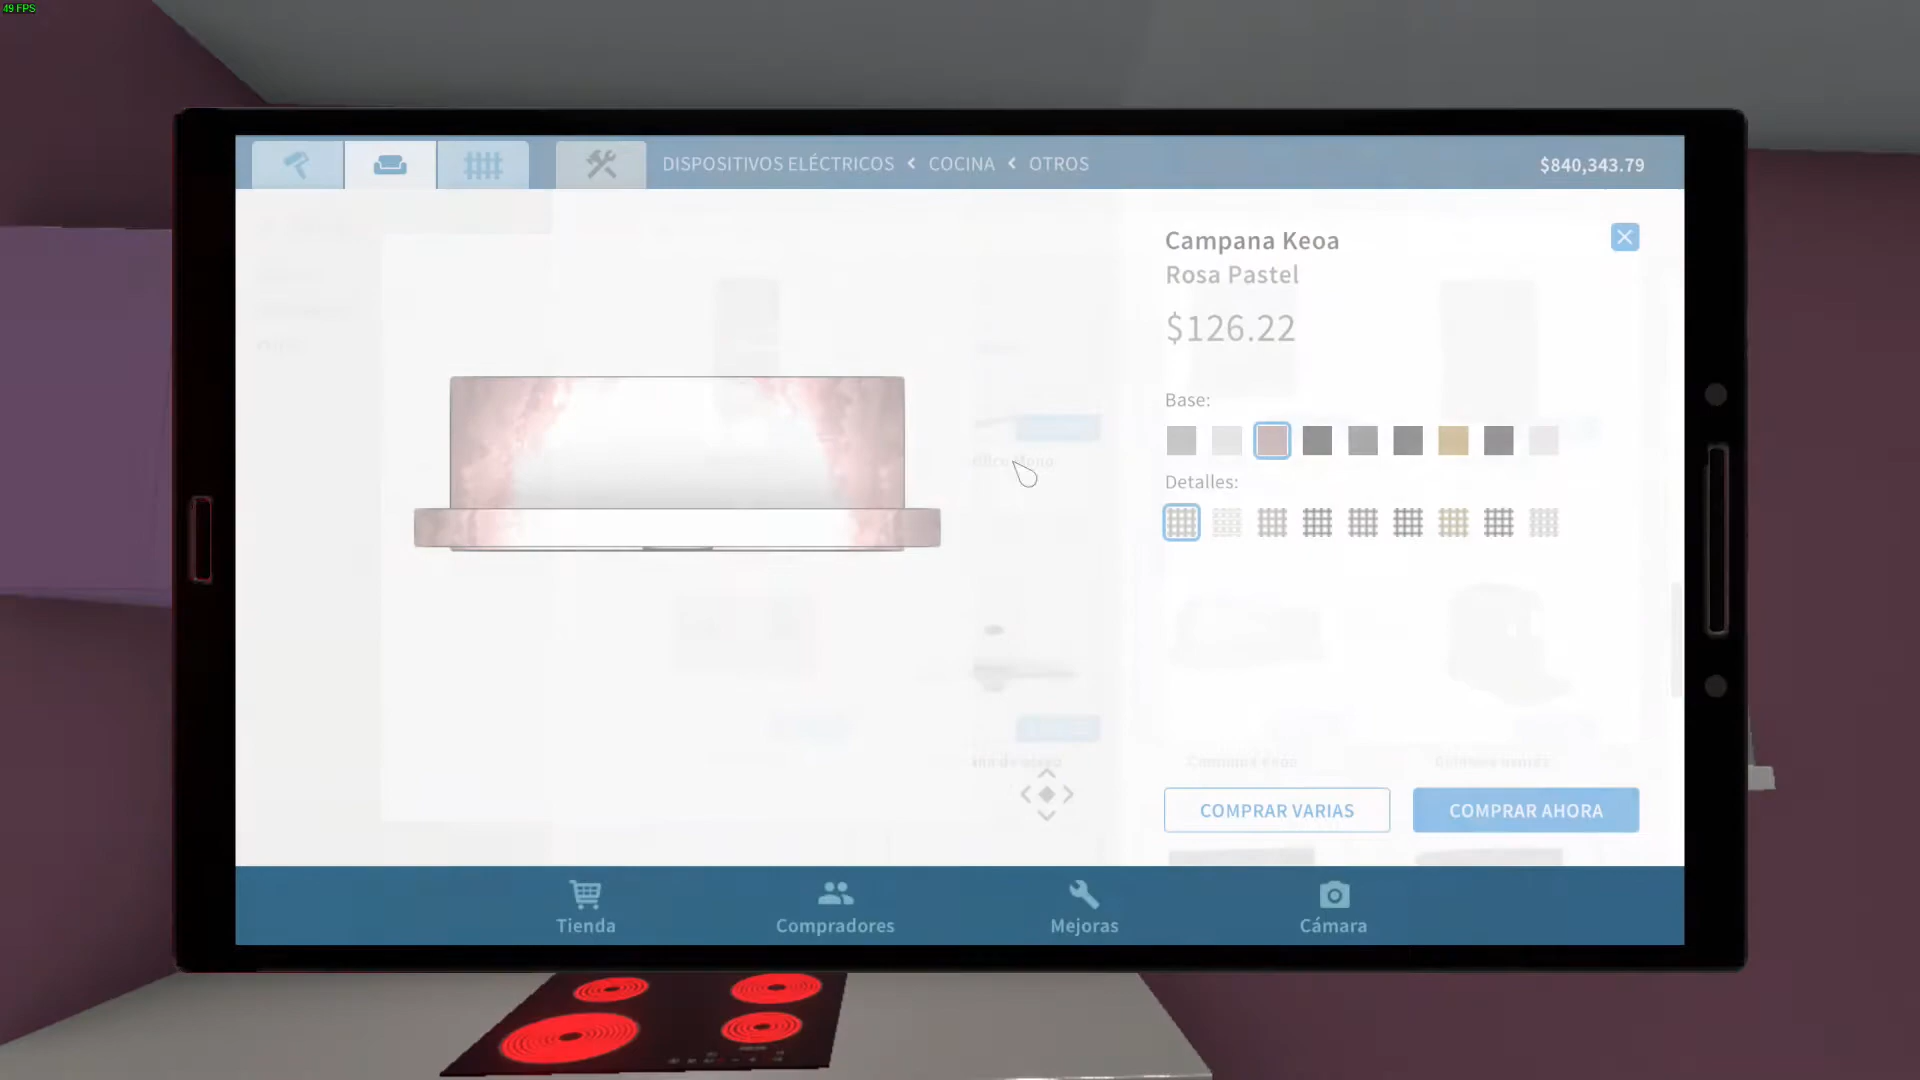 49 FPS
DISPOSITIVOS ELÉCTRICOS < COCINA < OTROS
$840,343.79
Campana Keoa
Rosa Pastel
$126.22
Base:
Detalles:
COMPRAR VARIAS
COMPRAR AHORA
Tienda
Compradores
Mejoras
Cámara